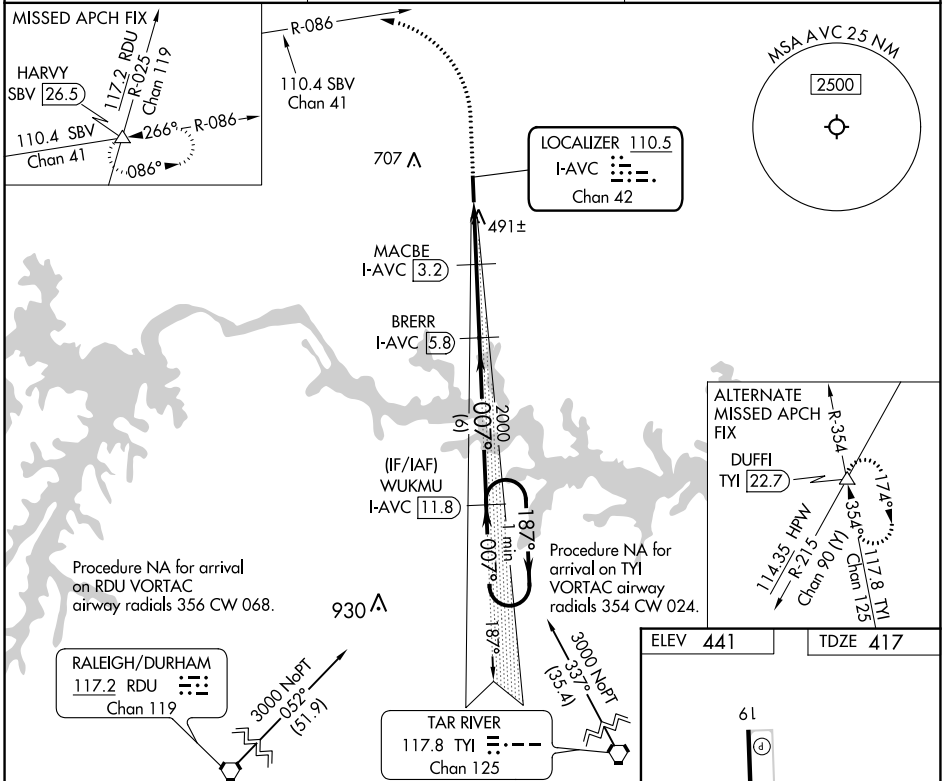 MISSED APCH FIX
HARVY
SBV 26.5
117.2 RDU
R-025
Chan 119
110.4 SBV
Chan 41
266°
R-086
086°
R-086
110.4 SBV
Chan 41
MSA AVC 25 NM
2500
707
LOCALIZER 110.5
I-AVC
Chan 42
491±
MACBE
I-AVC 3.2
BRERR
I-AVC 5.8
2000
007°
(6)
(IF/IAF)
WUKMU
I-AVC 11.8
187°
1 min
007°
187°
ALTERNATE
MISSED APCH
FIX
R-354
DUFFI
TYI 22.7
174°
354°
117.8 TYI
Chan 125
114.35 HPW
R-215
Chan 90 (Y)
Procedure NA for arrival
on RDU VORTAC
airway radials 356 CW 068.
930
Procedure NA for
arrival on TYI
VORTAC airway
radials 354 CW 024.
RALEIGH/DURHAM
117.2 RDU
Chan 119
3000 NoPT
052°
(51.9)
TAR RIVER
117.8 TYI
Chan 125
3000 NoPT
337°
(35.4)
ELEV 441
TDZE 417
19
P